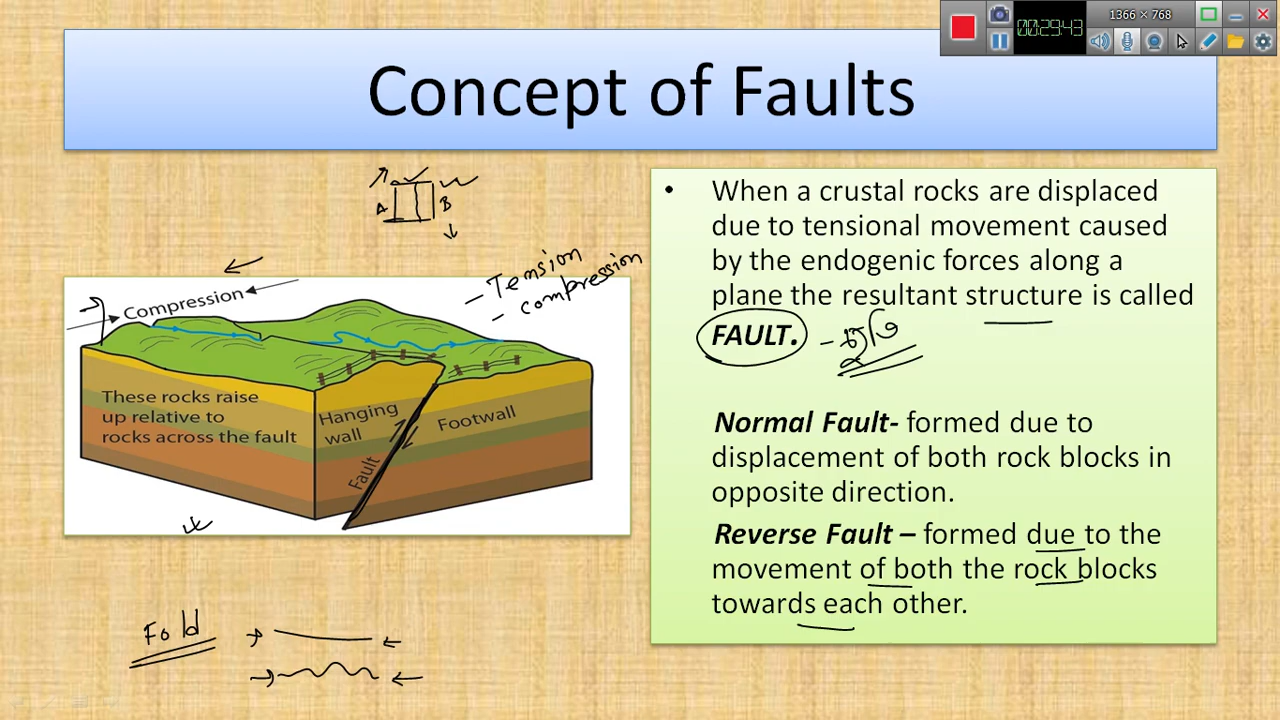 1366 × 768
00:29:43
Concept of Faults
A
B
- Tension
- compression
Compression
These rocks raise
up relative to
rocks across the fault
Hanging
wall
Footwall
Fault
Fold
• When a crustal rocks are displaced
due to tensional movement caused
by the endogenic forces along a
plane the resultant structure is called
FAULT. -
Normal Fault- formed due to
displacement of both rock blocks in
opposite direction.
Reverse Fault – formed due to the
movement of both the rock blocks
towards each other.